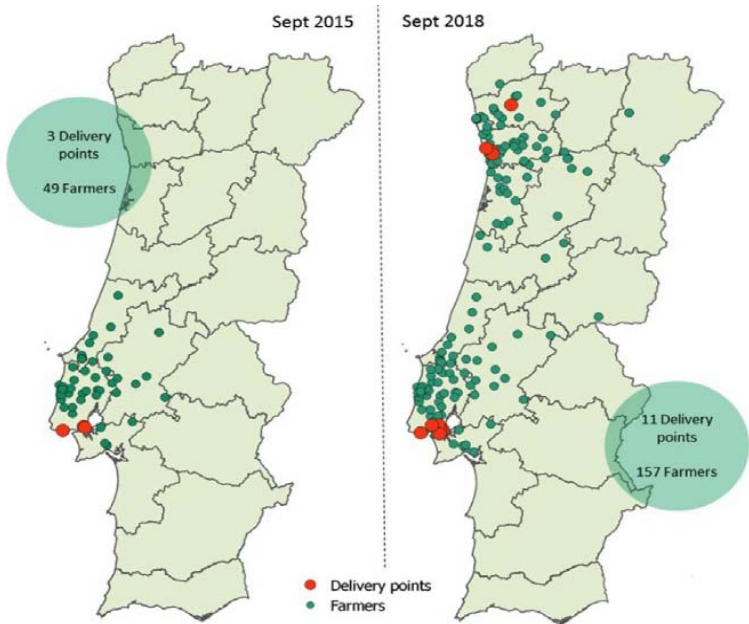 Sept 2015
Sept 2018
3 Delivery
points
49 Farmers
11 Delivery
points
157 Farmers
Delivery points
Farmers